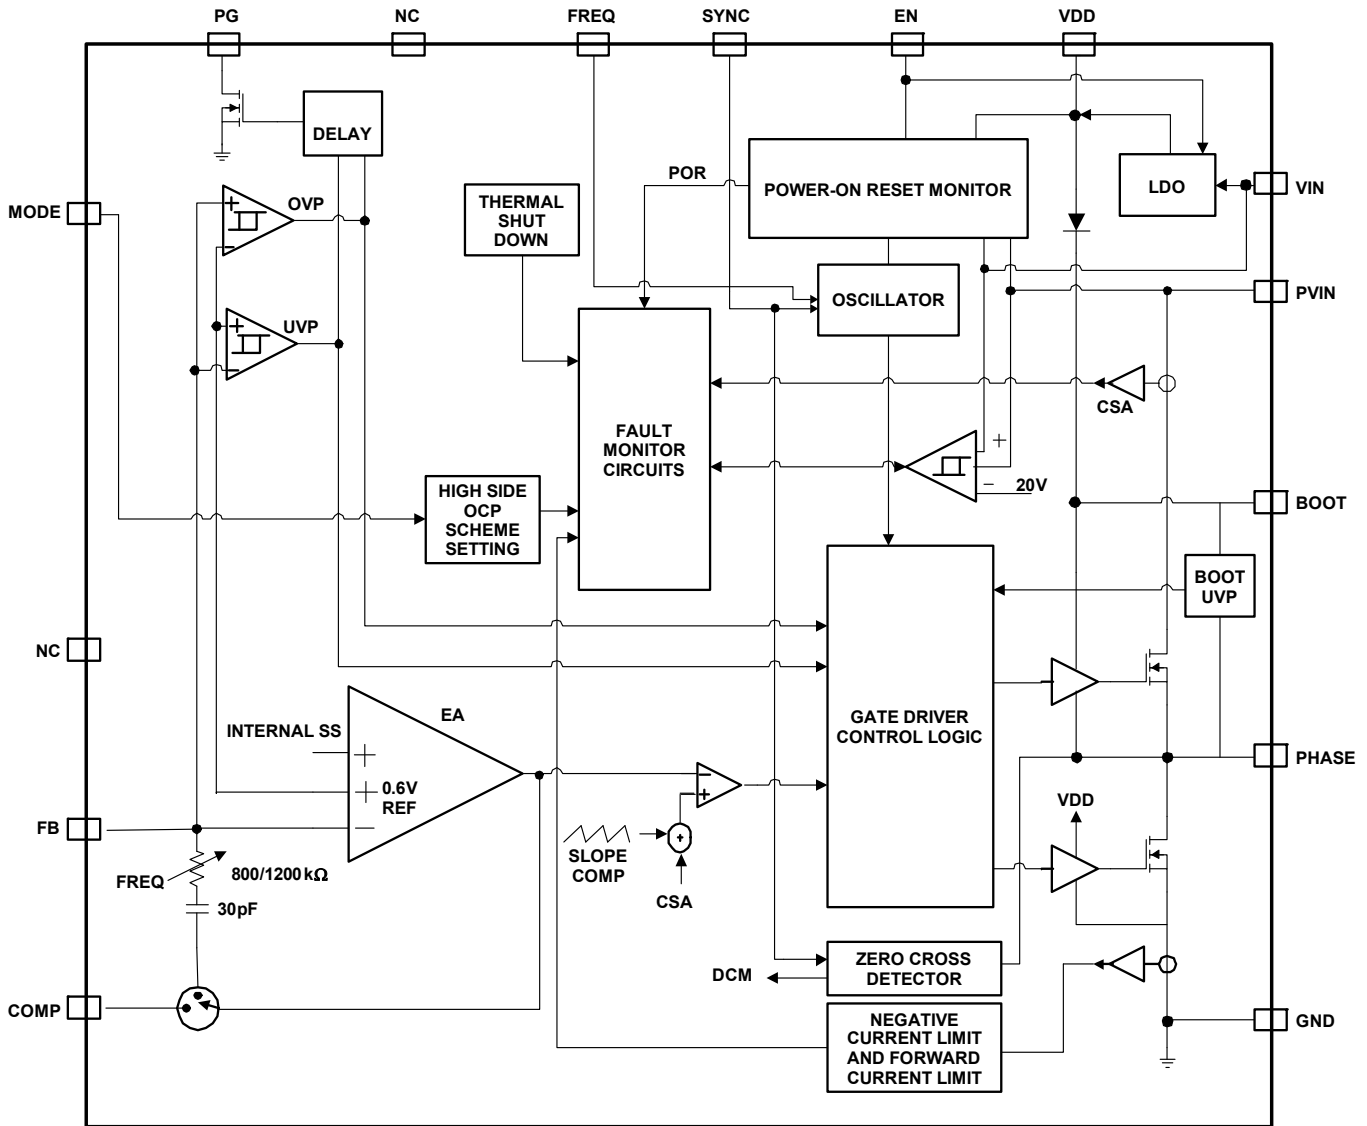 PG
NC
FREQ
SYNC
EN
VDD
DELAY
POR
POWER-ON RESET MONITOR
LDO
VIN
MODE
OVP
THERMAL
SHUT
DOWN
OSCILLATOR
PVIN
UVP
CSA
FAULT
MONITOR
CIRCUITS
+
−
20V
HIGH SIDE
OCP
SCHEME
SETTING
BOOT
BOOT
UVP
NC
INTERNAL SS
EA
0.6V
REF
GATE DRIVER
CONTROL LOGIC
PHASE
VDD
FB
SLOPE
COMP
CSA
FREQ
800/1200kΩ
30pF
DCM
ZERO CROSS
DETECTOR
COMP
NEGATIVE
CURRENT LIMIT
AND FORWARD
CURRENT LIMIT
GND